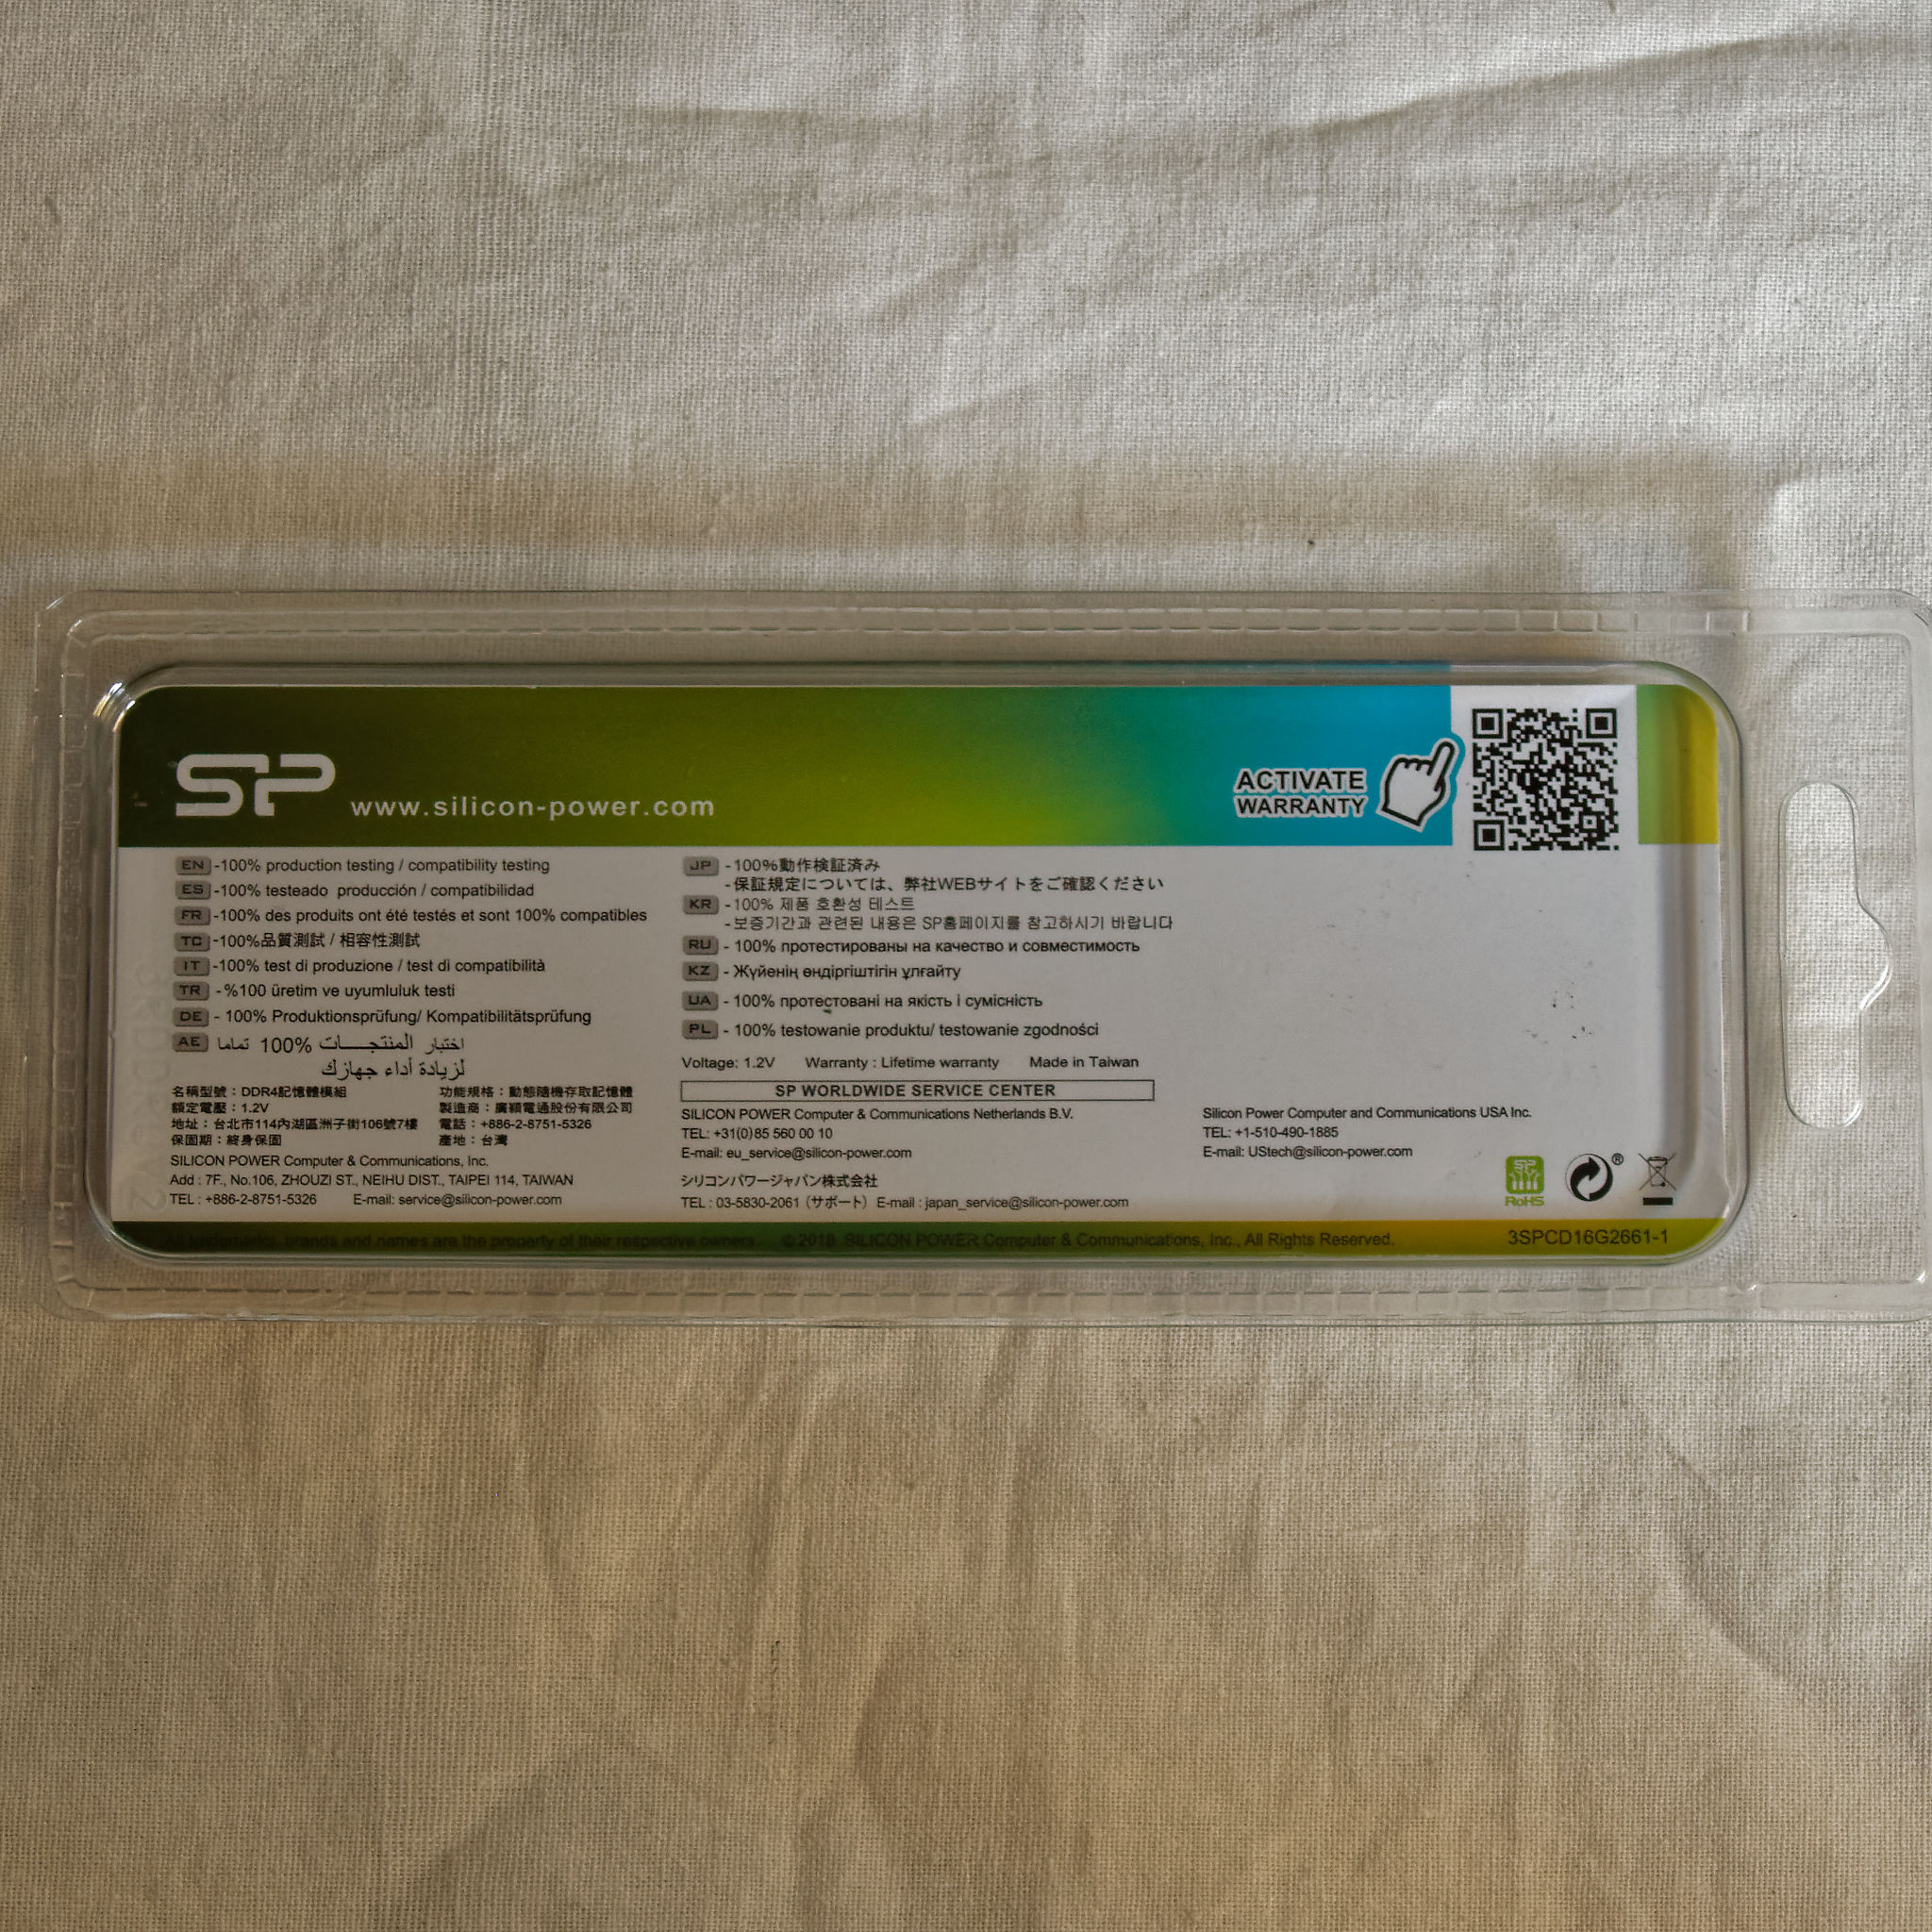 SP www.silicon-power.com
ACTIVATE
WARRANTY
EN -100% production testing / compatibility testing
ES -100% testeado producción / compatibilidad
FR -100% des produits ont été testés et sont 100% compatibles
TC -100%品質測試 / 相容性測試
IT -100% test di produzione / test di compatibilità
TR -%100 üretim ve uyumluluk testi
DE - 100% Produktionsprüfung/ Kompatibilitätsprüfung
AE اختبار المنتجـــــات 100% تماما
لزيادة أداء جهازك
名稱型號：DDR4記憶體模組 功能規格：動態隨機存取記憶體
額定電壓：1.2V 製造商：廣穎電通股份有限公司
地址：台北市114內湖區洲子街106號7樓 電話：+886-2-8751-5326
保固期：終身保固 產地：台灣
SILICON POWER Computer & Communications, Inc.
Add : 7F., No.106, ZHOUZI ST., NEIHU DIST., TAIPEI 114, TAIWAN
TEL : +886-2-8751-5326 E-mail: service@silicon-power.com
JP -100%動作検証済み
-保証規定については、弊社WEBサイトをご確認ください
KR -100% 제품 호환성 테스트
-보증기간과 관련된 내용은 SP홈페이지를 참고하시기 바랍니다
RU - 100% протестированы на качество и совместимость
KZ - Жүйенің өндіргіштігін ұлғайту
UA - 100% протестовані на якість і сумісність
PL - 100% testowanie produktu/ testowanie zgodności
Voltage: 1.2V Warranty : Lifetime warranty Made in Taiwan
SP WORLDWIDE SERVICE CENTER
SILICON POWER Computer & Communications Netherlands B.V.
TEL: +31(0)85 560 00 10
E-mail: eu_service@silicon-power.com
シリコンパワージャパン株式会社
TEL : 03-5830-2061（サポート）E-mail : japan_service@silicon-power.com
Silicon Power Computer and Communications USA Inc.
TEL: +1-510-490-1885
E-mail: UStech@silicon-power.com
SP
RoHS
®
All trademarks, brands and names are the property of their respective owners. ©2018 SILICON POWER Computer & Communications, Inc., All Rights Reserved. 3SPCD16G2661-1